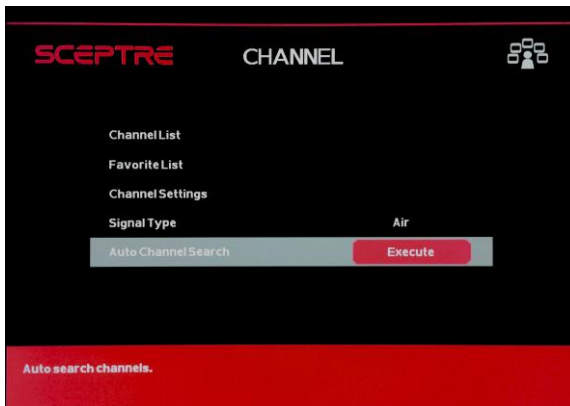 SCEPTRE CHANNEL
Channel List
Favorite List
Channel Settings
Signal Type Air
Auto Channel Search Execute
Auto search channels.